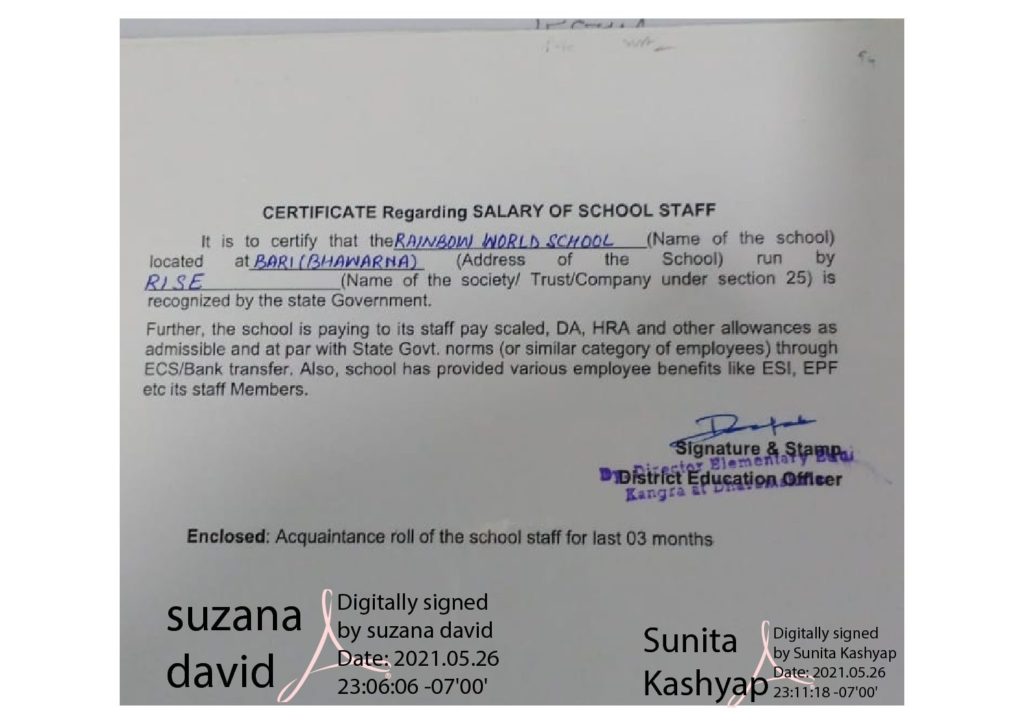 CERTIFICATE Regarding SALARY OF SCHOOL STAFF
It is to certify that the RAINBOW WORLD SCHOOL (Name of the school)
located at BARI (BHAWARNA) (Address of the School) run by
RISE (Name of the society/ Trust/Company under section 25) is
recognized by the state Government.
Further, the school is paying to its staff pay scaled, DA, HRA and other allowances as
admissible and at par with State Govt. norms (or similar category of employees) through
ECS/Bank transfer. Also, school has provided various employee benefits like ESI, EPF
etc its staff Members.
Signature & Stamp
Dy. Director Elementary
District Education Officer
Kangra at
Enclosed: Acquaintance roll of the school staff for last 03 months
suzana
david
Digitally signed
by suzana david
Date: 2021.05.26
23:06:06 -07'00'
Sunita
Kashyap
Digitally signed
by Sunita Kashyap
Date: 2021.05.26
23:11:18 -07'00'